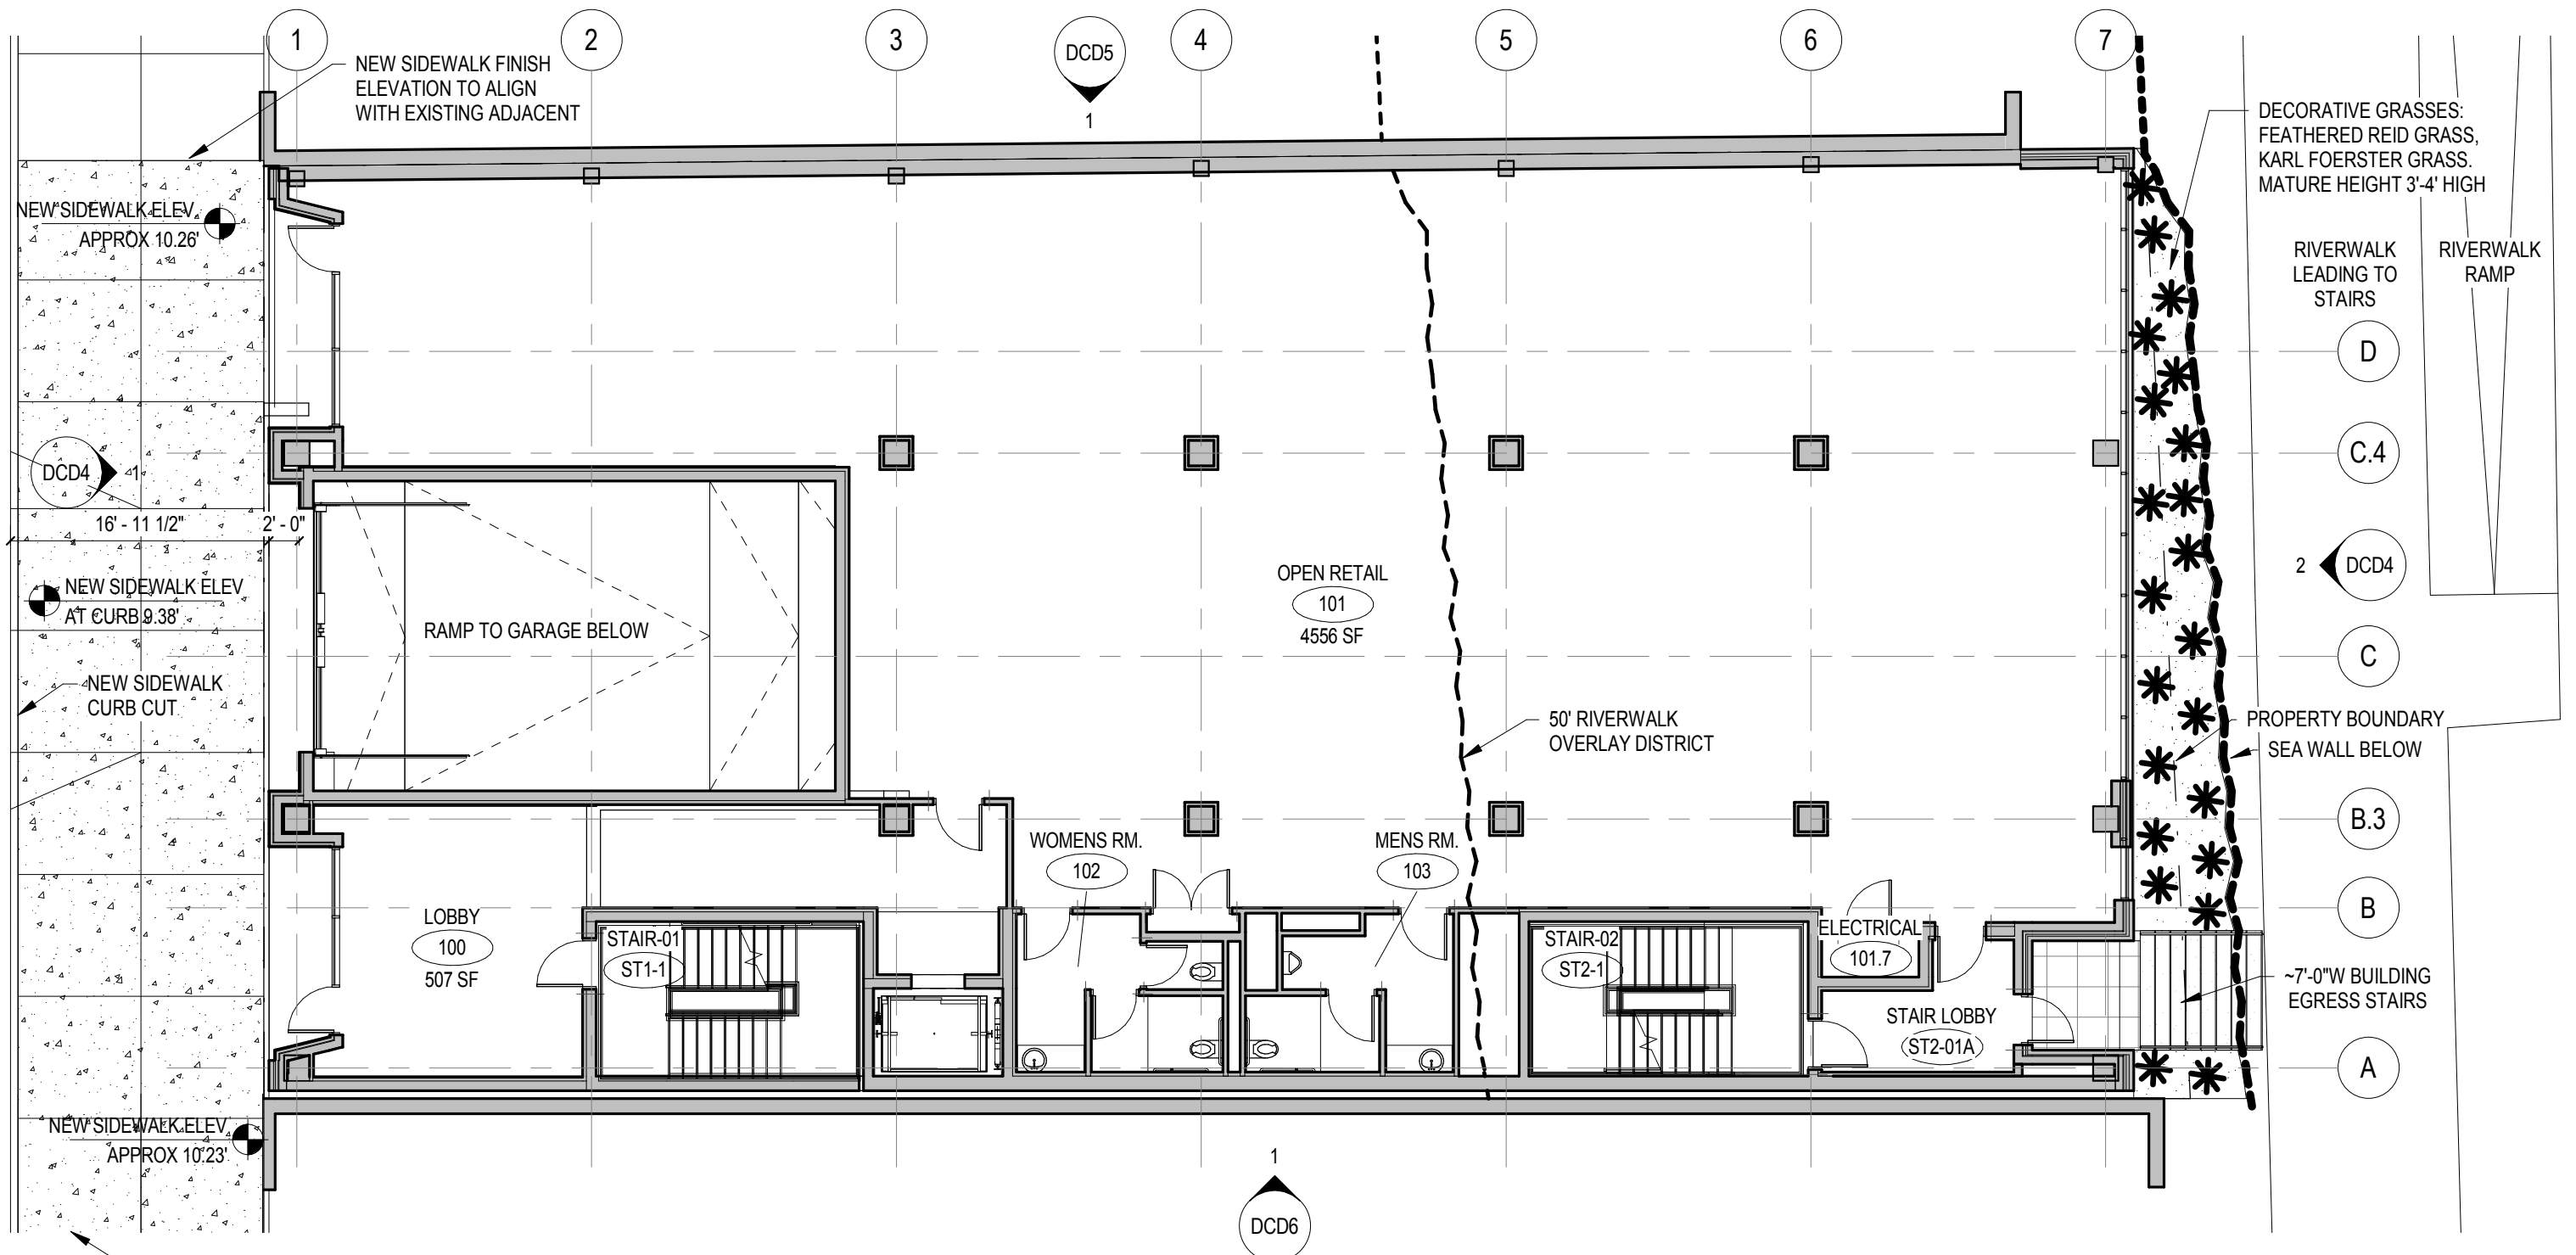 1
2
3
DCD5
1
4
5
6
7
NEW SIDEWALK FINISH
ELEVATION TO ALIGN
WITH EXISTING ADJACENT
DECORATIVE GRASSES:
FEATHERED REID GRASS,
KARL FOERSTER GRASS.
MATURE HEIGHT 3'-4' HIGH
NEW SIDEWALK ELEV
APPROX 10.26'
RIVERWALK
LEADING TO
STAIRS
RIVERWALK
RAMP
D
DCD4
1
C.4
16' - 11 1/2"
2' - 0"
2
DCD4
NEW SIDEWALK ELEV
AT CURB 9.38'
RAMP TO GARAGE BELOW
OPEN RETAIL
101
4556 SF
C
NEW SIDEWALK
CURB CUT
50' RIVERWALK
OVERLAY DISTRICT
PROPERTY BOUNDARY
SEA WALL BELOW
B.3
WOMENS RM.
102
MENS RM.
103
B
LOBBY
100
507 SF
STAIR-01
ST1-1
STAIR-02
ST2-1
ELECTRICAL
101.7
~7'-0"W BUILDING
EGRESS STAIRS
STAIR LOBBY
ST2-01A
A
NEW SIDEWALK ELEV
APPROX 10.23'
1
DCD6